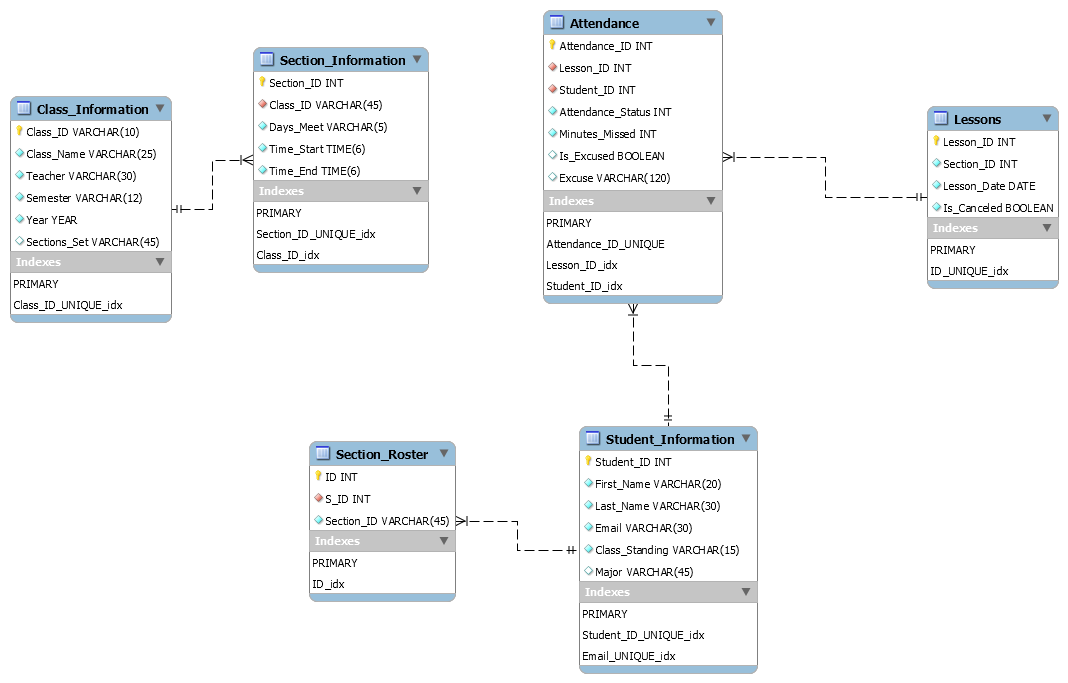 Class_Information
Class_ID VARCHAR(10)
Class_Name VARCHAR(25)
Teacher VARCHAR(30)
Semester VARCHAR(12)
Year YEAR
Sections_Set VARCHAR(45)
Indexes
PRIMARY
Class_ID_UNIQUE_idx
Section_Information
Section_ID INT
Class_ID VARCHAR(45)
Days_Meet VARCHAR(5)
Time_Start TIME(6)
Time_End TIME(6)
Indexes
PRIMARY
Section_ID_UNIQUE_idx
Class_ID_idx
Attendance
Attendance_ID INT
Lesson_ID INT
Student_ID INT
Attendance_Status INT
Minutes_Missed INT
Is_Excused BOOLEAN
Excuse VARCHAR(120)
Indexes
PRIMARY
Attendance_ID_UNIQUE
Lesson_ID_idx
Student_ID_idx
Lessons
Lesson_ID INT
Section_ID INT
Lesson_Date DATE
Is_Canceled BOOLEAN
Indexes
PRIMARY
ID_UNIQUE_idx
Section_Roster
ID INT
S_ID INT
Section_ID VARCHAR(45)
Indexes
PRIMARY
ID_idx
Student_Information
Student_ID INT
First_Name VARCHAR(20)
Last_Name VARCHAR(30)
Email VARCHAR(30)
Class_Standing VARCHAR(15)
Major VARCHAR(45)
Indexes
PRIMARY
Student_ID_UNIQUE_idx
Email_UNIQUE_idx